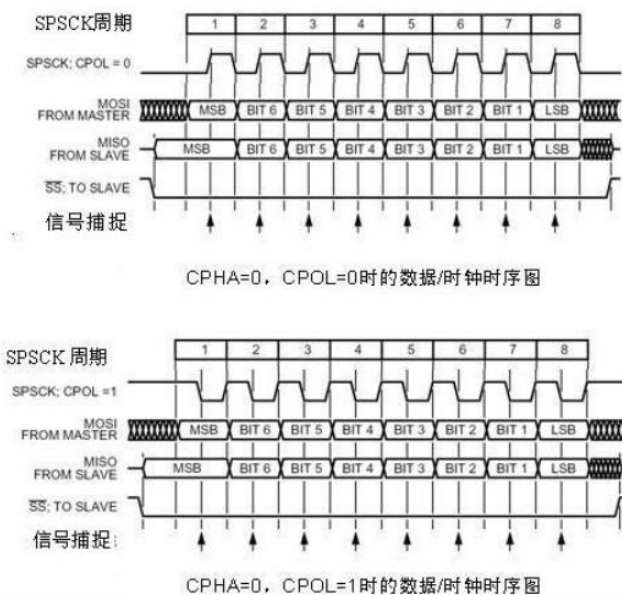 SPSCK周期 1 2 3 4 5 6 7 8
SPSCK; CPOL = 0
MOSI
FROM MASTER MSB BIT 6 BIT 5 BIT 4 BIT 3 BIT 2 BIT 1 LSB
MISO
FROM SLAVE MSB BIT 6 BIT 5 BIT 4 BIT 3 BIT 2 BIT 1 LSB
SS; TO SLAVE
信号捕捉
CPHA=0，CPOL=0时的数据/时钟时序图
SPSCK 周期 1 2 3 4 5 6 7 8
SPSCK; CPOL =1
MOSI
FROM MASTER MSB BIT 6 BIT 5 BIT 4 BIT 3 BIT 2 BIT 1 LSB
MISO
FROM SLAVE MSB BIT 6 BIT 5 BIT 4 BIT 3 BIT 2 BIT 1 LSB
SS; TO SLAVE
信号捕捉:
CPHA=0，CPOL=1时的数据/时钟时序图